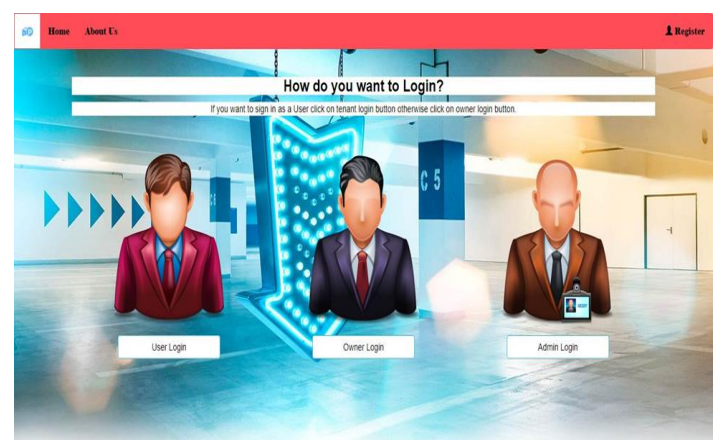 Home About Us Register
How do you want to Login?
If you want to sign in as a User click on tenant login button otherwise click on owner login button.
C 5
User Login Owner Login Admin Login